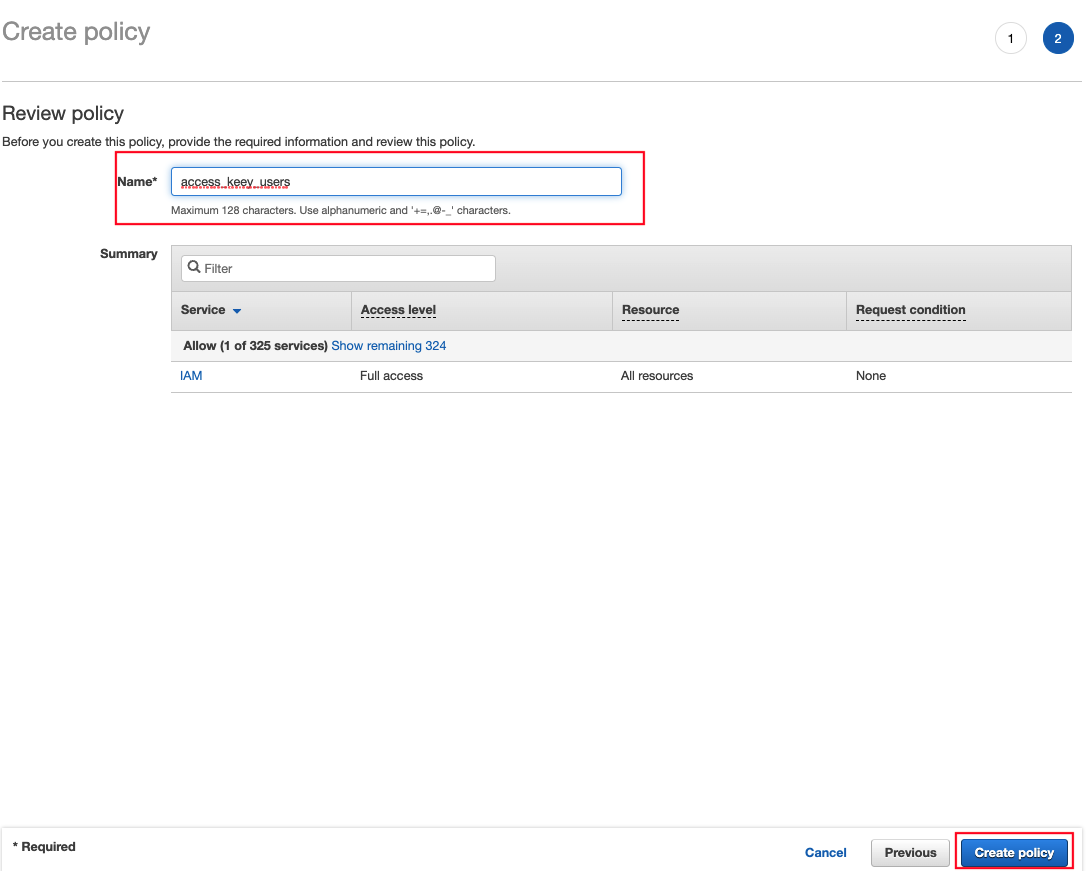 Create policy
1
2
Review policy
Before you create this policy, provide the required information and review this policy.
Name* access_keey_users
Maximum 128 characters. Use alphanumeric and '+=,.@-_' characters.
Summary
Filter
Service Access level Resource Request condition
Allow (1 of 325 services) Show remaining 324
IAM Full access All resources None
* Required
Cancel Previous Create policy